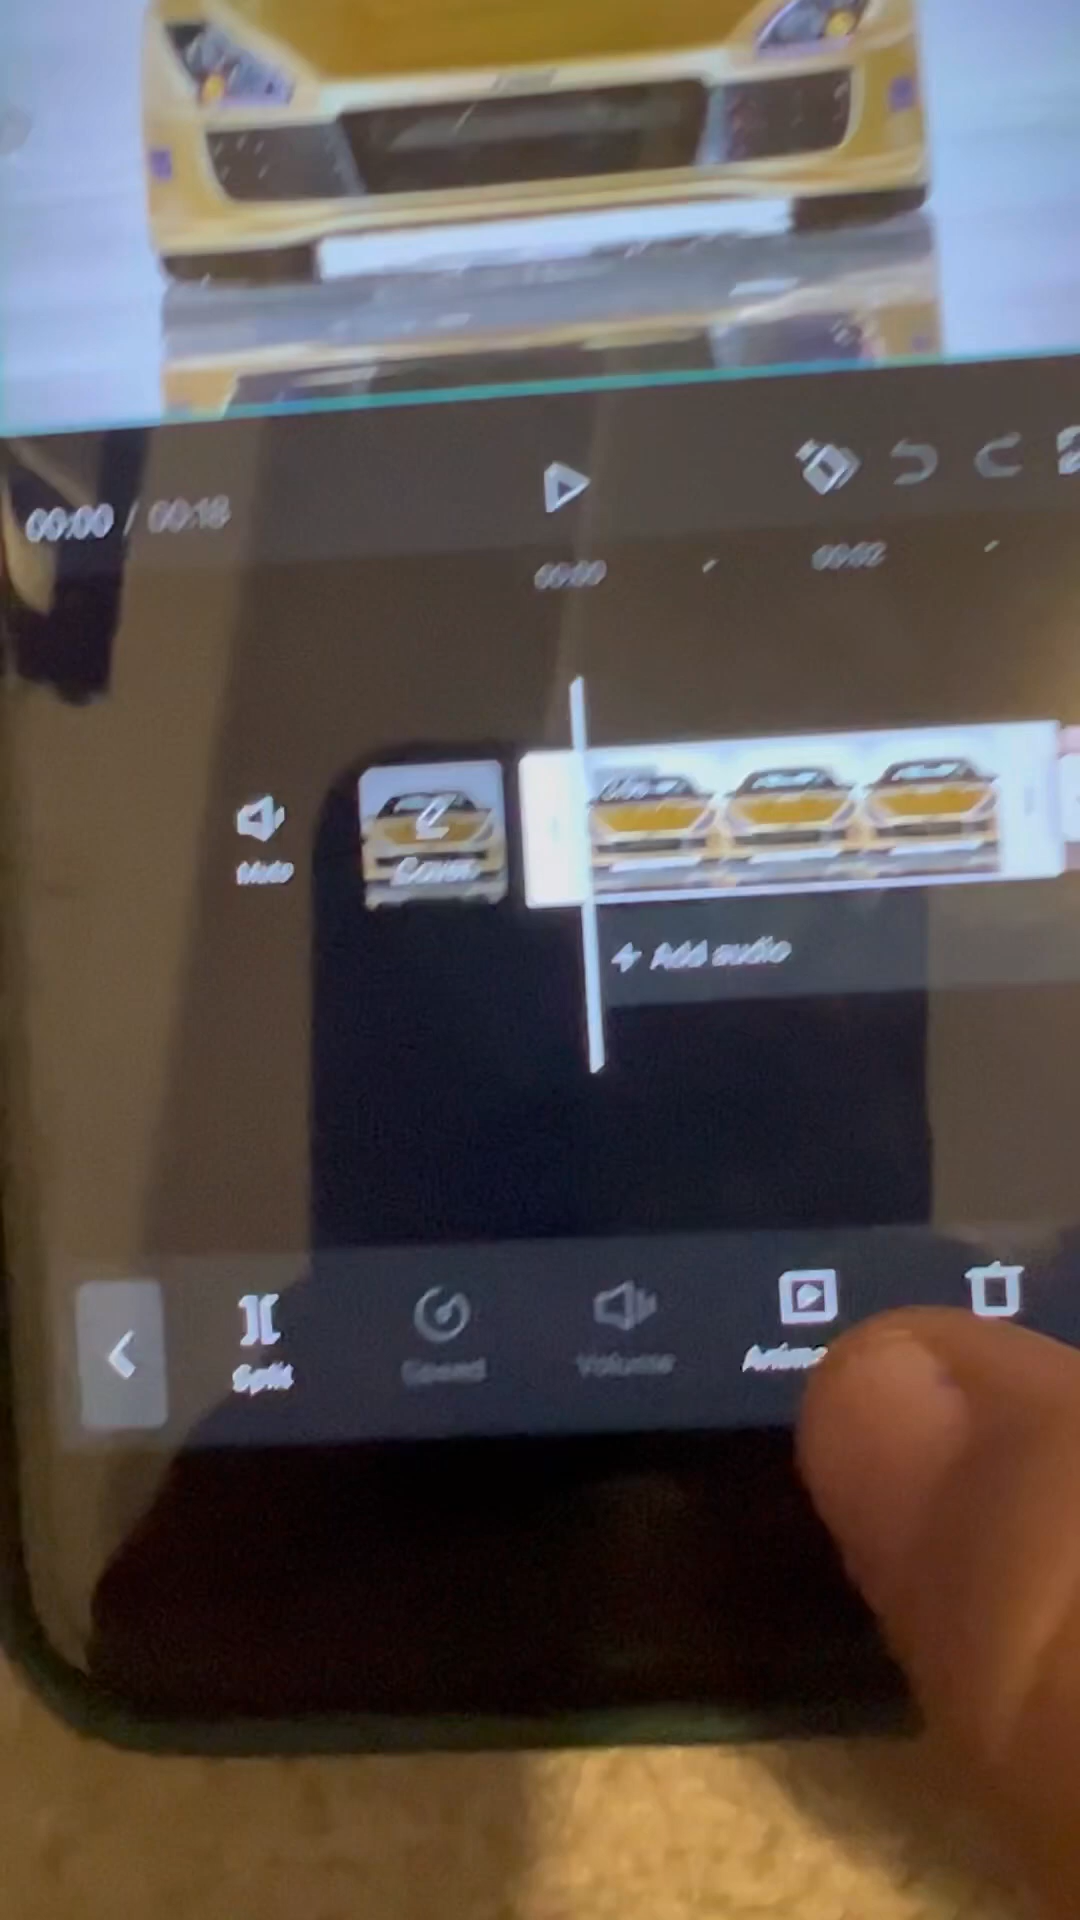 00:00 / 00:18
00:00
00:02
Mute
Cover
+ Add audio
Split
Speed
Volume